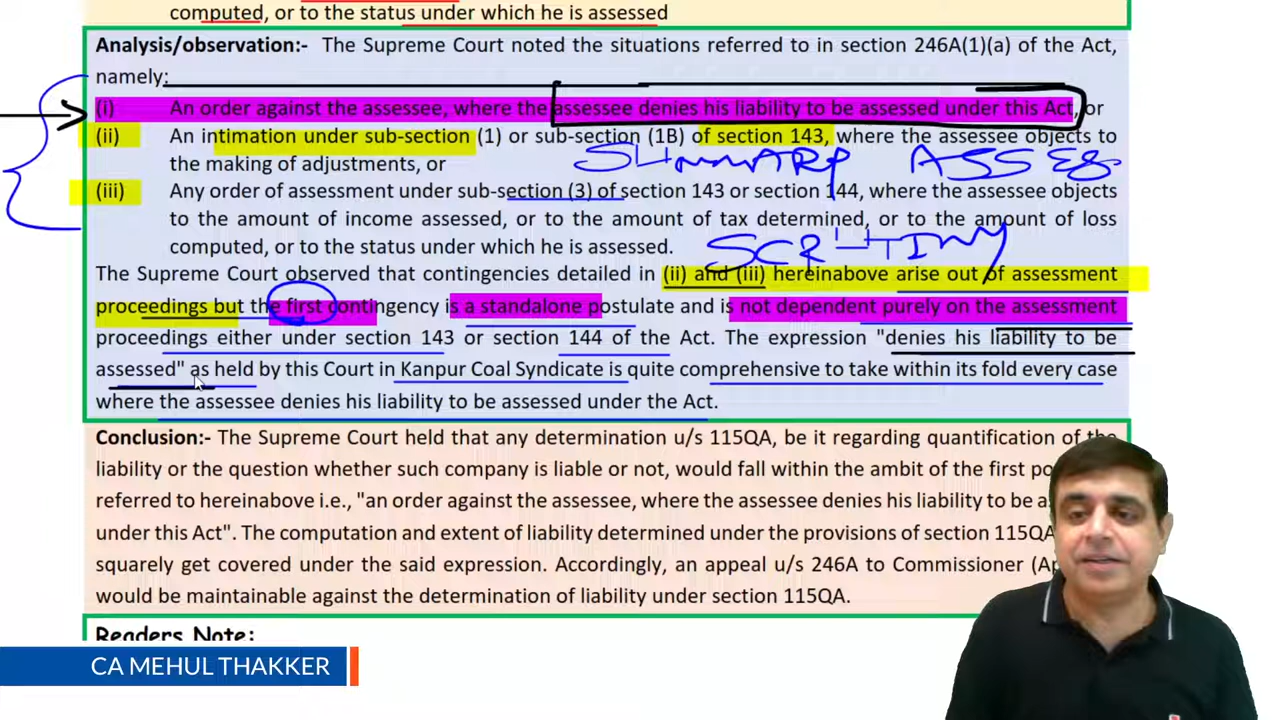 computed, or to the status under which he is assessed
Analysis/observation:- The Supreme Court noted the situations referred to in section 246A(1)(a) of the Act,
namely:
(i) An order against the assessee, where the assessee denies his liability to be assessed under this Act, or
(ii) An intimation under sub-section (1) or sub-section (1B) of section 143, where the assessee objects to
the making of adjustments, or
SUMMARY ASSES
(iii) Any order of assessment under sub-section (3) of section 143 or section 144, where the assessee objects
to the amount of income assessed, or to the amount of tax determined, or to the amount of loss
computed, or to the status under which he is assessed.
SCRUTINY
The Supreme Court observed that contingencies detailed in (ii) and (iii) hereinabove arise out of assessment
proceedings but the first contingency is a standalone postulate and is not dependent purely on the assessment
proceedings either under section 143 or section 144 of the Act. The expression "denies his liability to be
assessed" as held by this Court in Kanpur Coal Syndicate is quite comprehensive to take within its fold every case
where the assessee denies his liability to be assessed under the Act.
Conclusion:- The Supreme Court held that any determination u/s 115QA, be it regarding quantification of the
liability or the question whether such company is liable or not, would fall within the ambit of the first
referred to hereinabove i.e., "an order against the assessee, where the assessee denies his liability to be
under this Act". The computation and extent of liability determined under the provisions of section 115QA
squarely get covered under the said expression. Accordingly, an appeal u/s 246A to Commissioner
would be maintainable against the determination of liability under section 115QA.
Readers Note:
CA MEHUL THAKKER